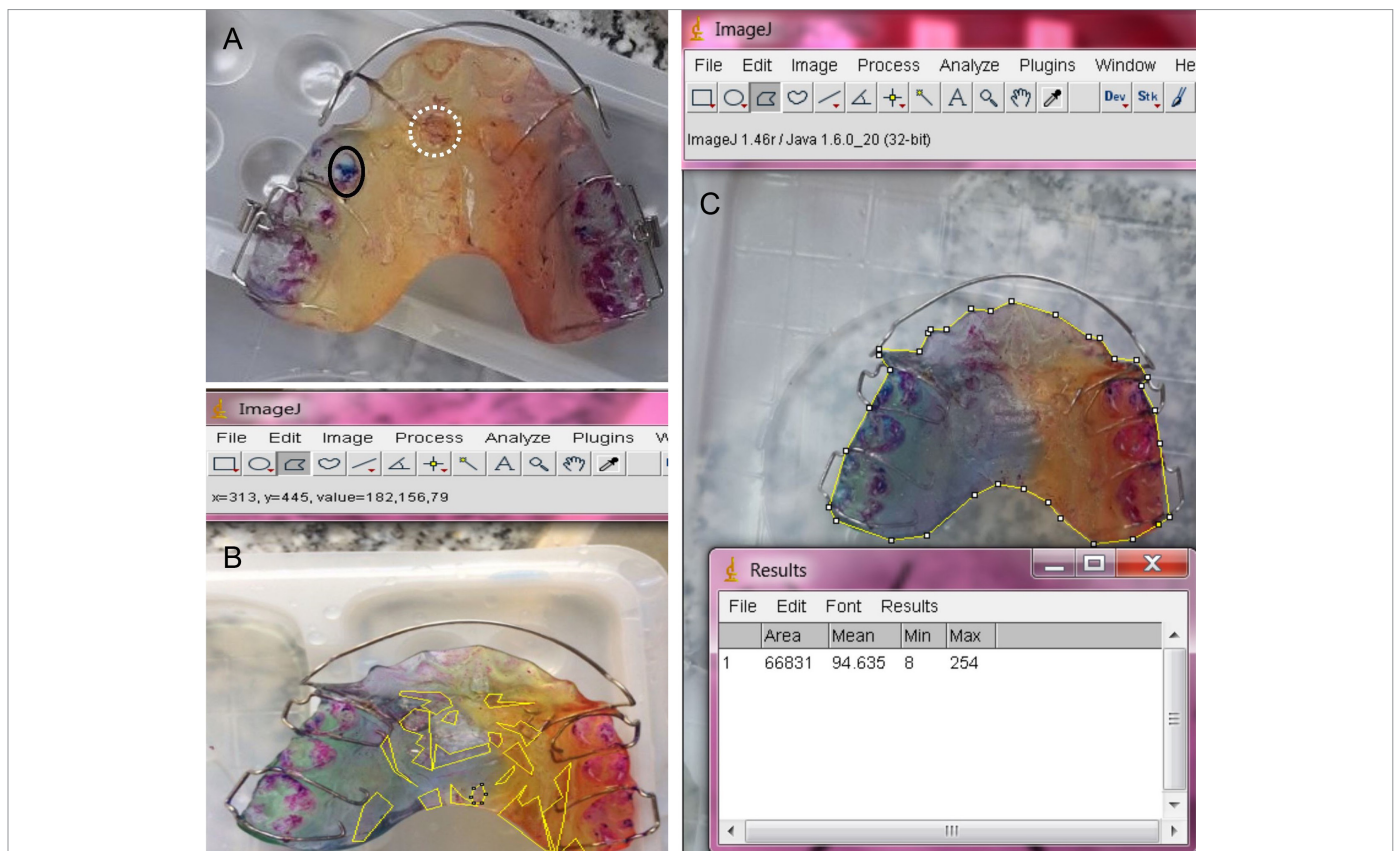 A
ImageJ
File Edit Image Process Analyze Plugins W
x=313, y=445, value=182,156,79
B
ImageJ
File Edit Image Process Analyze Plugins Window He
A Dev Stk
ImageJ 1.46r / Java 1.6.0_20 (32-bit)
C
Results
File Edit Font Results
Area Mean Min Max
1 66831 94.635 8 254